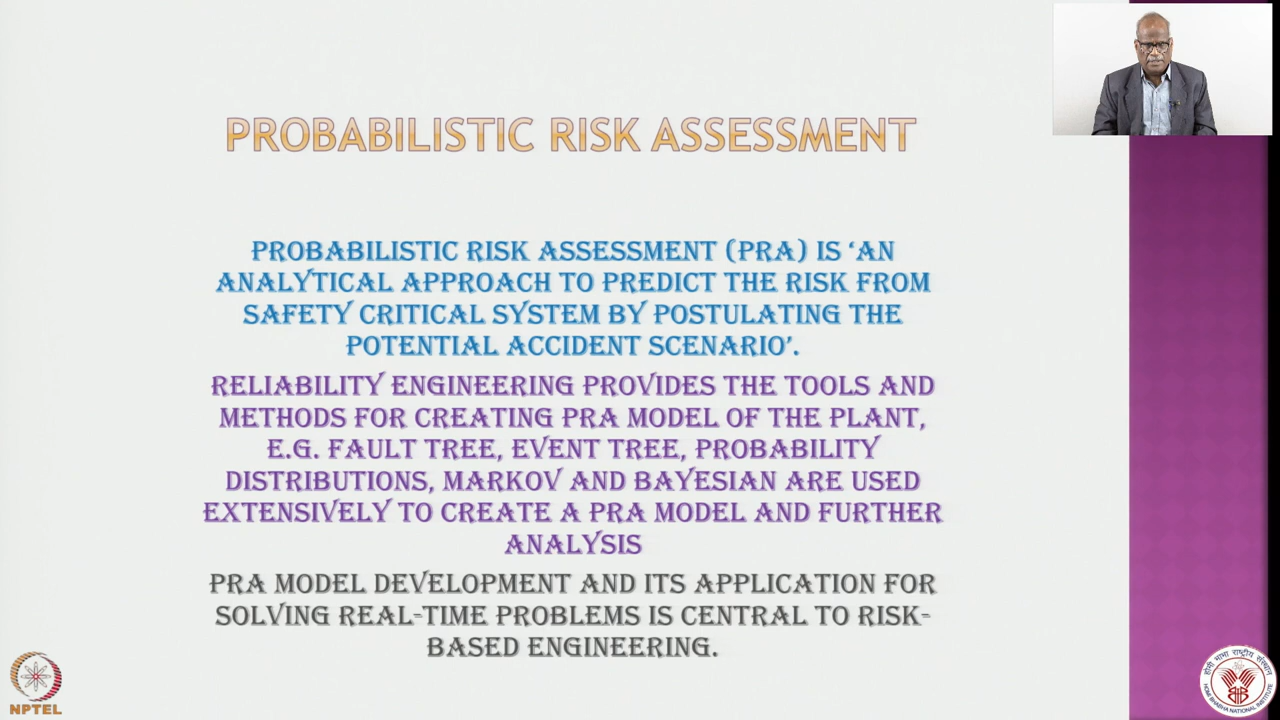 PROBABILISTIC RISK ASSESSMENT
PROBABILISTIC RISK ASSESSMENT (PRA) IS ‘AN
ANALYTICAL APPROACH TO PREDICT THE RISK FROM
SAFETY CRITICAL SYSTEM BY POSTULATING THE
POTENTIAL ACCIDENT SCENARIO’.
RELIABILITY ENGINEERING PROVIDES THE TOOLS AND
METHODS FOR CREATING PRA MODEL OF THE PLANT,
E.G. FAULT TREE, EVENT TREE, PROBABILITY
DISTRIBUTIONS, MARKOV AND BAYESIAN ARE USED
EXTENSIVELY TO CREATE A PRA MODEL AND FURTHER
ANALYSIS
PRA MODEL DEVELOPMENT AND ITS APPLICATION FOR
SOLVING REAL-TIME PROBLEMS IS CENTRAL TO RISK-
BASED ENGINEERING.
NPTEL
होमी भाभा राष्ट्रीय संस्थान
HOMI BHABHA NATIONAL INSTITUTE